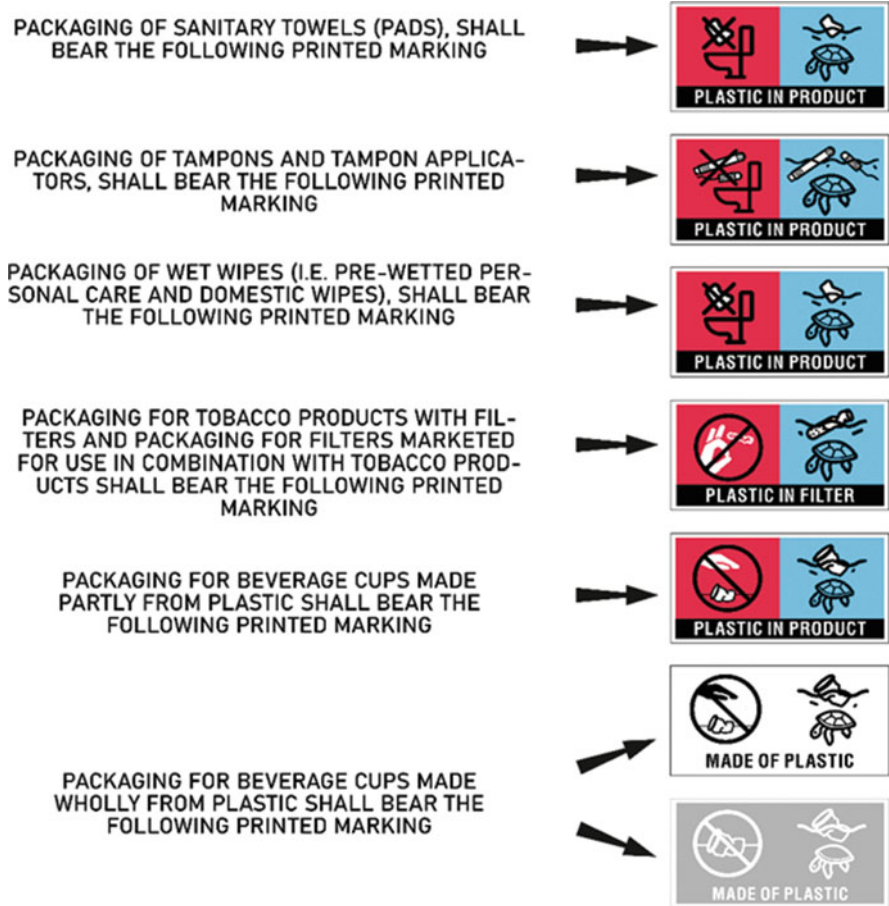 PACKAGING OF SANITARY TOWELS (PADS), SHALL
BEAR THE FOLLOWING PRINTED MARKING
PLASTIC IN PRODUCT
PACKAGING OF TAMPONS AND TAMPON APPLICA-
TORS, SHALL BEAR THE FOLLOWING PRINTED
MARKING
PLASTIC IN PRODUCT
PACKAGING OF WET WIPES (I.E. PRE-WETTED PER-
SONAL CARE AND DOMESTIC WIPES), SHALL BEAR
THE FOLLOWING PRINTED MARKING
PLASTIC IN PRODUCT
PACKAGING FOR TOBACCO PRODUCTS WITH FIL-
TERS AND PACKAGING FOR FILTERS MARKETED
FOR USE IN COMBINATION WITH TOBACCO PROD-
UCTS SHALL BEAR THE FOLLOWING PRINTED
MARKING
PLASTIC IN FILTER
PACKAGING FOR BEVERAGE CUPS MADE
PARTLY FROM PLASTIC SHALL BEAR THE
FOLLOWING PRINTED MARKING
PLASTIC IN PRODUCT
PACKAGING FOR BEVERAGE CUPS MADE
WHOLLY FROM PLASTIC SHALL BEAR THE
FOLLOWING PRINTED MARKING
MADE OF PLASTIC
MADE OF PLASTIC